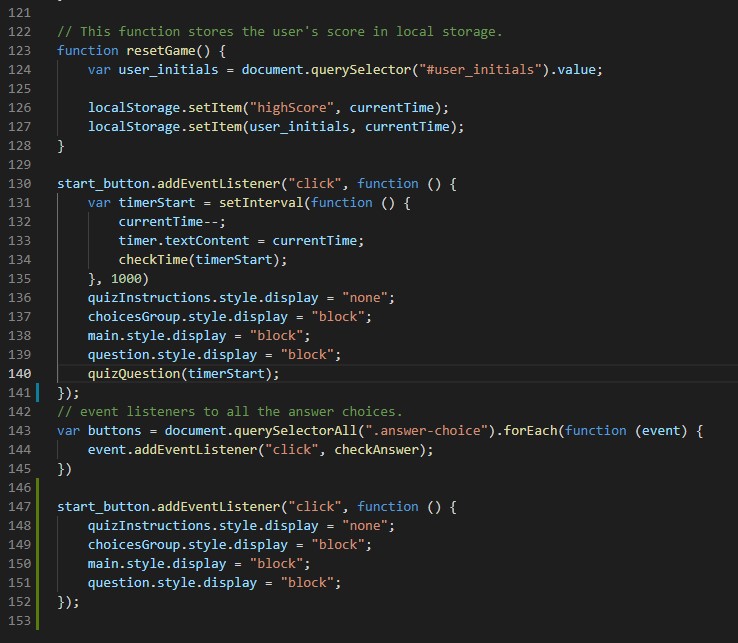 121
122 // This function stores the user's score in local storage.
123 function resetGame() {
124     var user_initials = document.querySelector("#user_initials").value;
125
126     localStorage.setItem("highScore", currentTime);
127     localStorage.setItem(user_initials, currentTime);
128 }
129
130 start_button.addEventListener("click", function () {
131     var timerStart = setInterval(function () {
132         currentTime--;
133         timer.textContent = currentTime;
134         checkTime(timerStart);
135     }, 1000)
136     quizInstructions.style.display = "none";
137     choicesGroup.style.display = "block";
138     main.style.display = "block";
139     question.style.display = "block";
140     quizQuestion(timerStart);
141 });
142 // event listeners to all the answer choices.
143 var buttons = document.querySelectorAll(".answer-choice").forEach(function (event) {
144     event.addEventListener("click", checkAnswer);
145 })
146
147 start_button.addEventListener("click", function () {
148     quizInstructions.style.display = "none";
149     choicesGroup.style.display = "block";
150     main.style.display = "block";
151     question.style.display = "block";
152 });
153